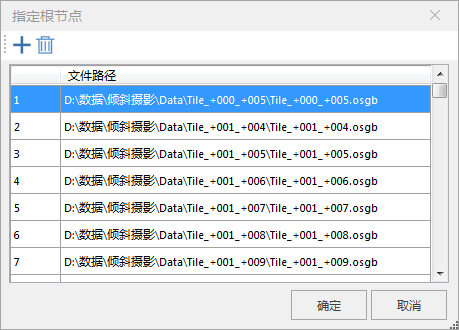 指定根节点
文件路径
1 D:\数据\倾斜摄影\Data\Tile_+000_+005\Tile_+000_+005.osgb
2 D:\数据\倾斜摄影\Data\Tile_+001_+004\Tile_+001_+004.osgb
3 D:\数据\倾斜摄影\Data\Tile_+001_+005\Tile_+001_+005.osgb
4 D:\数据\倾斜摄影\Data\Tile_+001_+006\Tile_+001_+006.osgb
5 D:\数据\倾斜摄影\Data\Tile_+001_+007\Tile_+001_+007.osgb
6 D:\数据\倾斜摄影\Data\Tile_+001_+008\Tile_+001_+008.osgb
7 D:\数据\倾斜摄影\Data\Tile_+001_+009\Tile_+001_+009.osgb
确定 取消